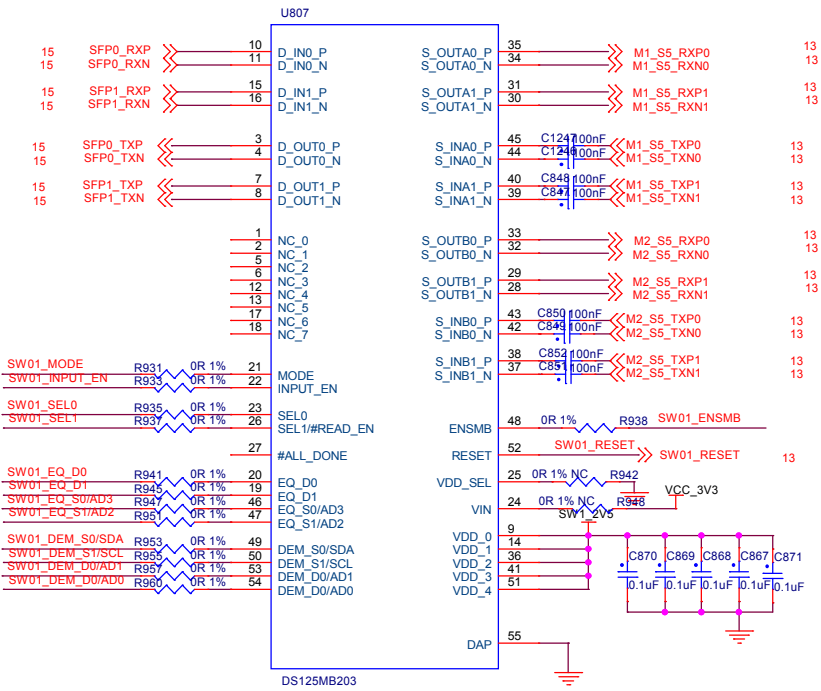 U807
15 SFP0_RXP 10 D_IN0_P
15 SFP0_RXN 11 D_IN0_N
15 SFP1_RXP 15 D_IN1_P
15 SFP1_RXN 16 D_IN1_N
15 SFP0_TXP 3 D_OUT0_P
15 SFP0_TXN 4 D_OUT0_N
15 SFP1_TXP 7 D_OUT1_P
15 SFP1_TXN 8 D_OUT1_N
1 NC_0
2 NC_1
5 NC_2
6 NC_3
12 NC_4
13 NC_5
17 NC_6
18 NC_7
SW01_MODE R931 0R 1% 21 MODE
SW01_INPUT_EN R933 0R 1% 22 INPUT_EN
SW01_SEL0 R935 0R 1% 23 SEL0
SW01_SEL1 R937 0R 1% 26 SEL1/#READ_EN
27 #ALL_DONE
SW01_EQ_D0 R941 0R 1% 20 EQ_D0
SW01_EQ_D1 R945 0R 1% 19 EQ_D1
SW01_EQ_S0/AD3 R947 0R 1% 46 EQ_S0/AD3
SW01_EQ_S1/AD2 R951 0R 1% 47 EQ_S1/AD2
SW01_DEM_S0/SDA R953 0R 1% 49 DEM_S0/SDA
SW01_DEM_S1/SCL R955 0R 1% 50 DEM_S1/SCL
SW01_DEM_D0/AD1 R957 0R 1% 53 DEM_D0/AD1
SW01_DEM_D0/AD0 R960 0R 1% 54 DEM_D0/AD0
S_OUTA0_P 35 M1_S5_RXP0 13
S_OUTA0_N 34 M1_S5_RXN0 13
S_OUTA1_P 31 M1_S5_RXP1 13
S_OUTA1_N 30 M1_S5_RXN1 13
S_INA0_P 45 C1247 100nF M1_S5_TXP0 13
S_INA0_N 44 C1246 100nF M1_S5_TXN0 13
S_INA1_P 40 C848 100nF M1_S5_TXP1 13
S_INA1_N 39 C847 100nF M1_S5_TXN1 13
S_OUTB0_P 33 M2_S5_RXP0 13
S_OUTB0_N 32 M2_S5_RXN0 13
S_OUTB1_P 29 M2_S5_RXP1 13
S_OUTB1_N 28 M2_S5_RXN1 13
S_INB0_P 43 C850 100nF M2_S5_TXP0 13
S_INB0_N 42 C849 100nF M2_S5_TXN0 13
S_INB1_P 38 C852 100nF M2_S5_TXP1 13
S_INB1_N 37 C851 100nF M2_S5_TXN1 13
ENSMB 48 0R 1% R938 SW01_ENSMB
RESET 52 SW01_RESET SW01_RESET 13
VDD_SEL 25 0R 1% NC R942
VIN 24 0R 1% NC R948 VCC_3V3
SW1_2V5
VDD_0 9
VDD_1 14
VDD_2 36
VDD_3 41
VDD_4 51
C870 C869 C868 C867 C871
0.1uF 0.1uF 0.1uF 0.1uF 0.1uF
DAP 55
DS125MB203